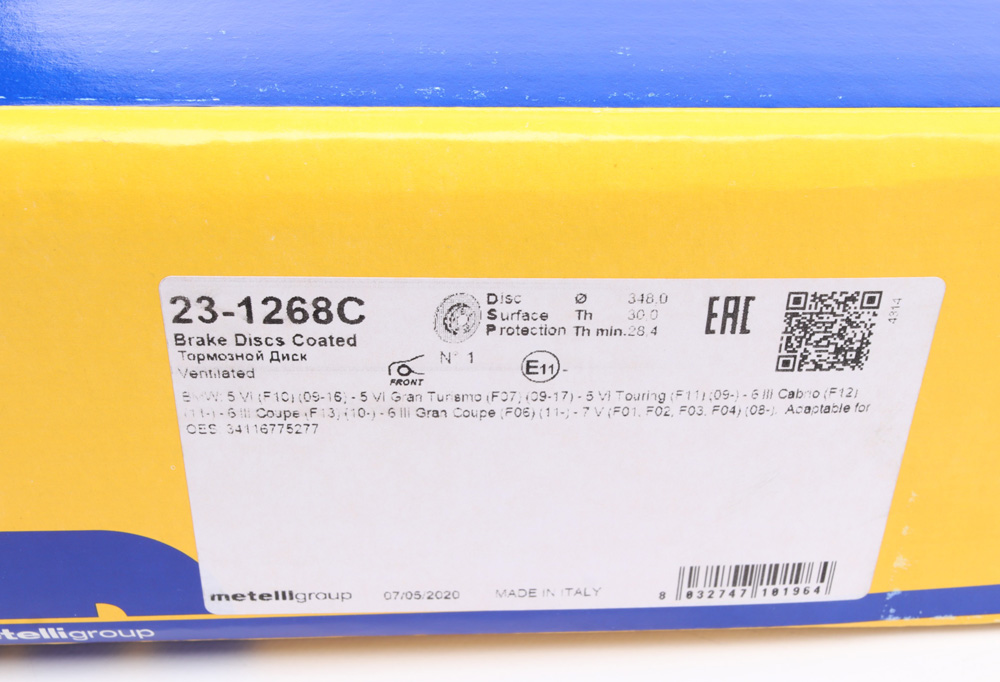 23-1268C
Brake Discs Coated
Тормозной Диск
Ventilated
FRONT
N° 1
Disc
Surface
Protection
Ø 348.0
Th 30.0
Th min. 28.4
E11
EAC
4314
BMW: 5 VI (F10) (09-16) - 5 VI Gran Turismo (F07) (09-17) - 5 VI Touring (F11) (09-) - 6 III Cabrio (F12)
(11-) - 6 III Coupe (F13) (10-) - 6 III Gran Coupe (F06) (11-) - 7 V (F01, F02, F03, F04) (08-). Adaptable for
OES: 34116775277
metelligroup
07/05/2020
MADE IN ITALY
8 032747 101964
telligroup